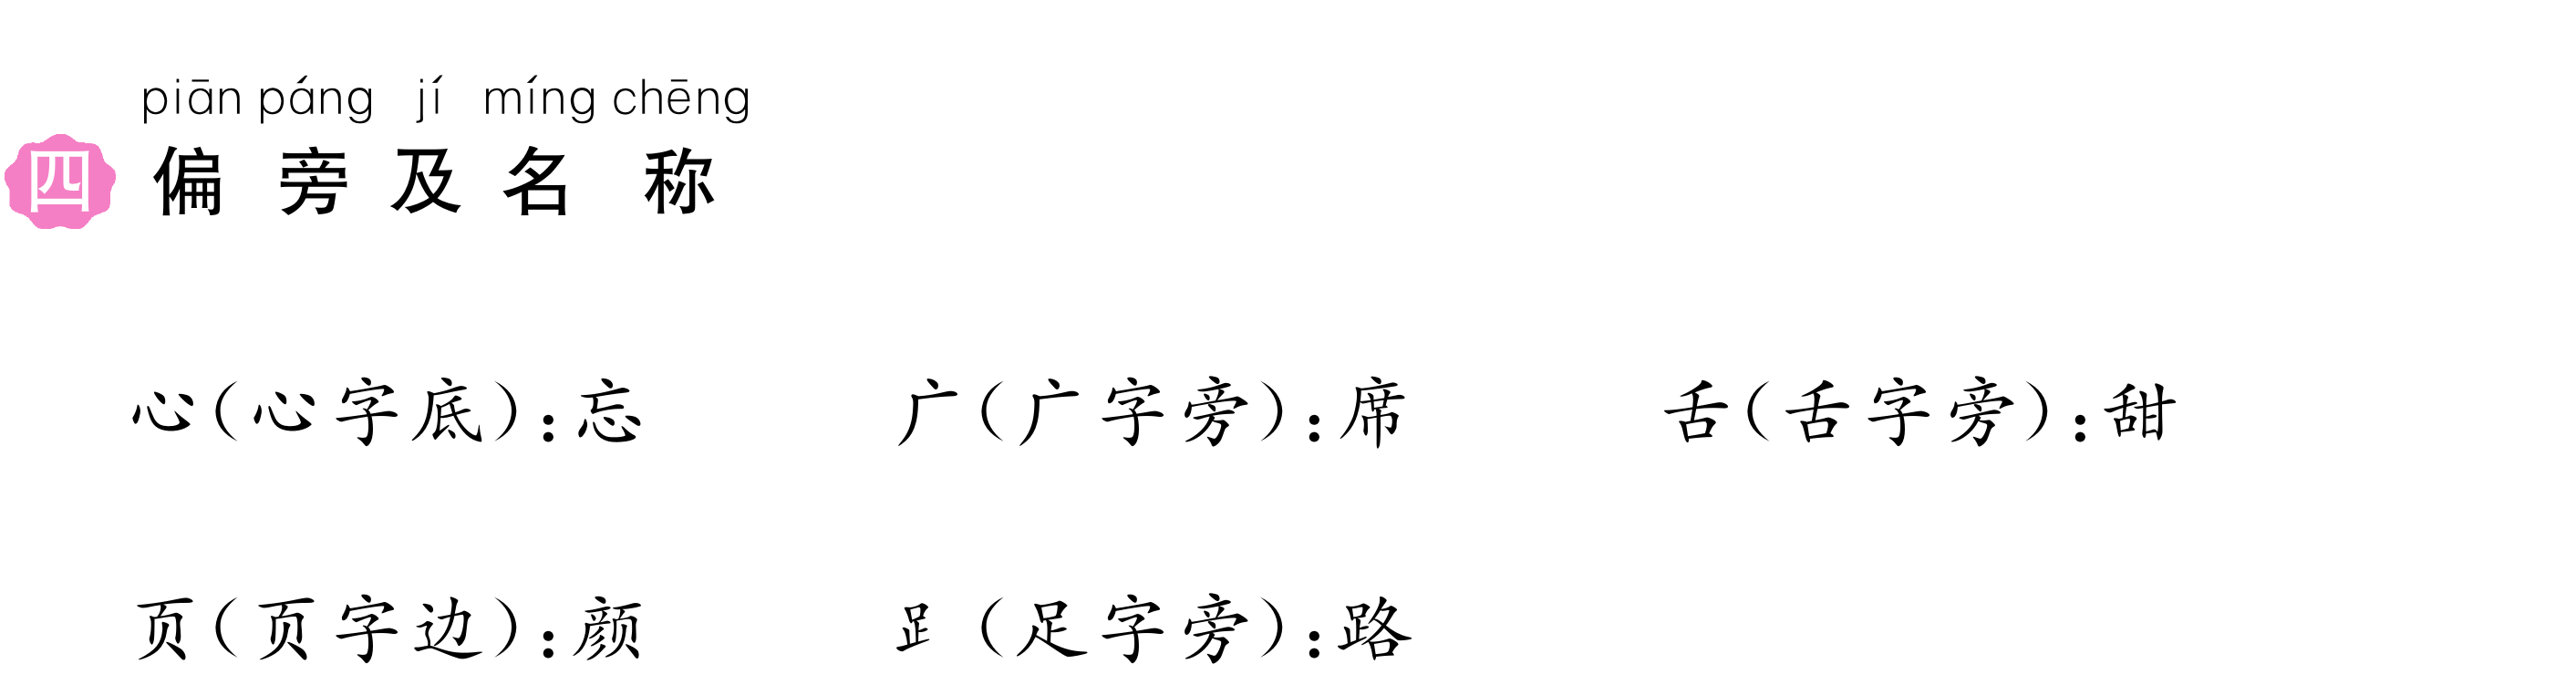 piān páng jí míng chēng
四 偏旁及名称
心(心字底):忘 广(广字旁):席 舌(舌字旁):甜
页(页字边):颜 𧾷(足字旁):路